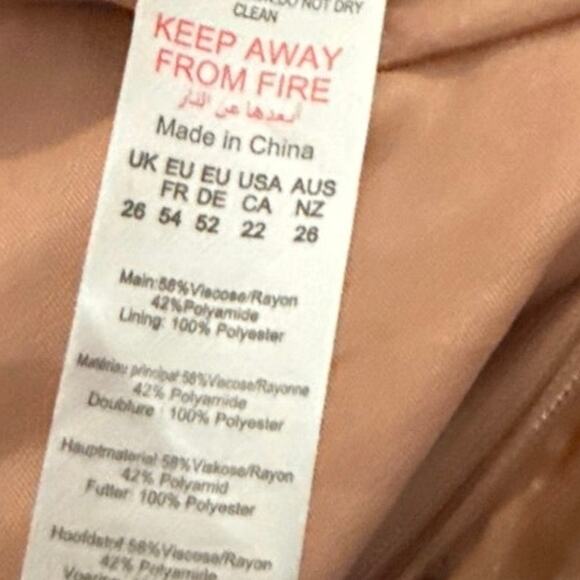 DO NOT DRY
CLEAN
KEEP AWAY
FROM FIRE
أبعدها عن النار
Made in China
UK EU EU USA AUS
FR DE CA NZ
26 54 52 22 26
Main:58%Viscose/Rayon
42%Polyamide
Lining: 100% Polyester
Matériau principal 58%Viscose/Rayonne
42% Polyamide
Doublure : 100% Polyester
Hauptmaterial 58%Viskose/Rayon
42% Polyamid
Futter: 100% Polyester
Hoofdstof 58%Viscose/Rayon
42% Polyamide